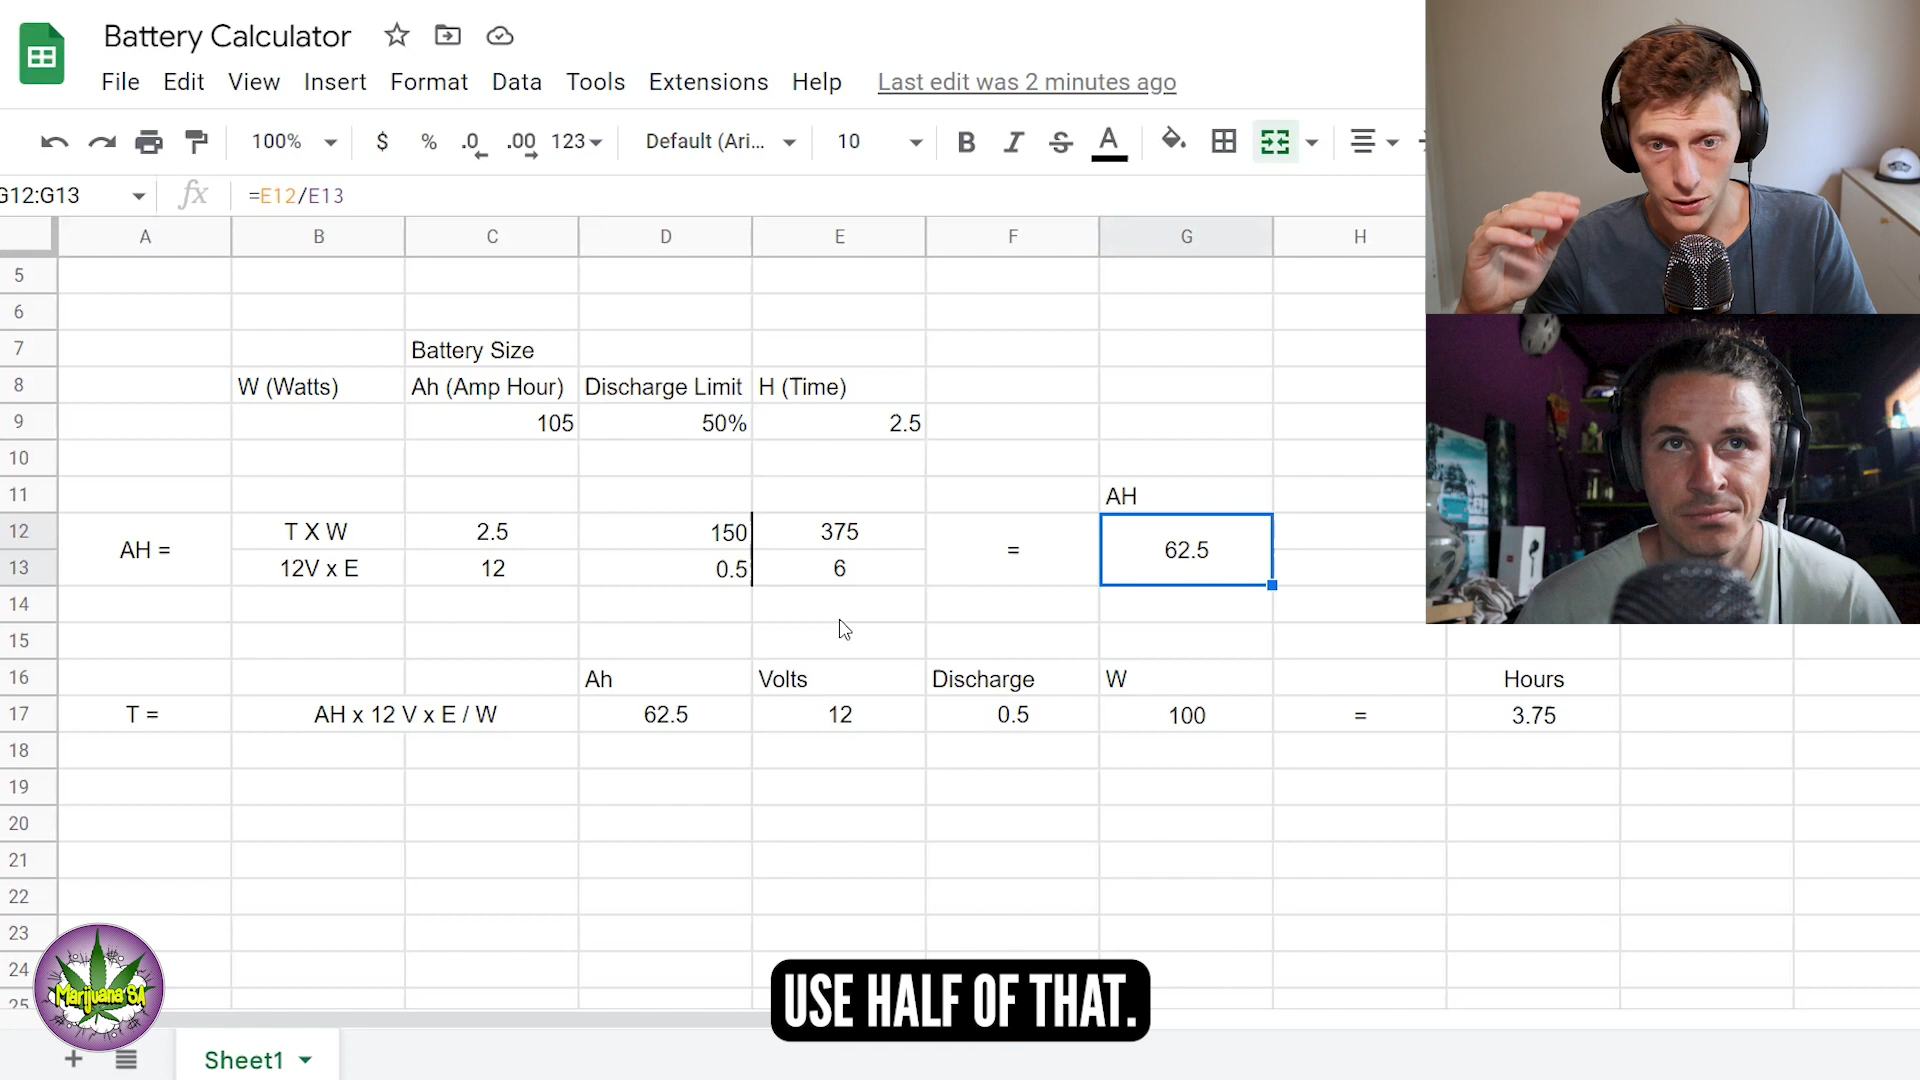 Battery Calculator
File Edit View Insert Format Data Tools Extensions Help Last edit was 2 minutes ago
100% $ % .0 .00 123 Default (Ari... 10 B I S A
G12:G13 fx =E12/E13
A B C D E F G H
5
6
7 Battery Size
8 W (Watts) Ah (Amp Hour) Discharge Limit H (Time)
9 105 50% 2.5
10
11 AH
12 T X W 2.5 150 375
AH = = 62.5
13 12V x E 12 0.5 6
14
15
16 Ah Volts Discharge W Hours
17 T = AH x 12 V x E / W 62.5 12 0.5 100 = 3.75
18
19
20
21
22
23
24
25
Marijuana SA
USE HALF OF THAT.
Sheet1